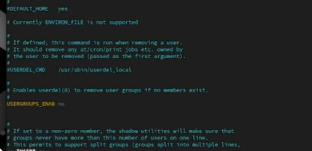 #
#DEFAULT_HOME yes
#
# Currently ENVIRON_FILE is not supported
#
#
# If defined, this command is run when removing a user.
# It should remove any at/cron/print jobs etc. owned by
# the user to be removed (passed as the first argument).
#
#USERDEL_CMD /usr/sbin/userdel_local
#
#
# Enables userdel(8) to remove user groups if no members exist.
#
USERGROUPS_ENAB no
#
#
# If set to a non-zero number, the shadow utilities will make sure that
# groups never have more than this number of users on one line.
# This permits to support split groups (groups split into multiple lines,